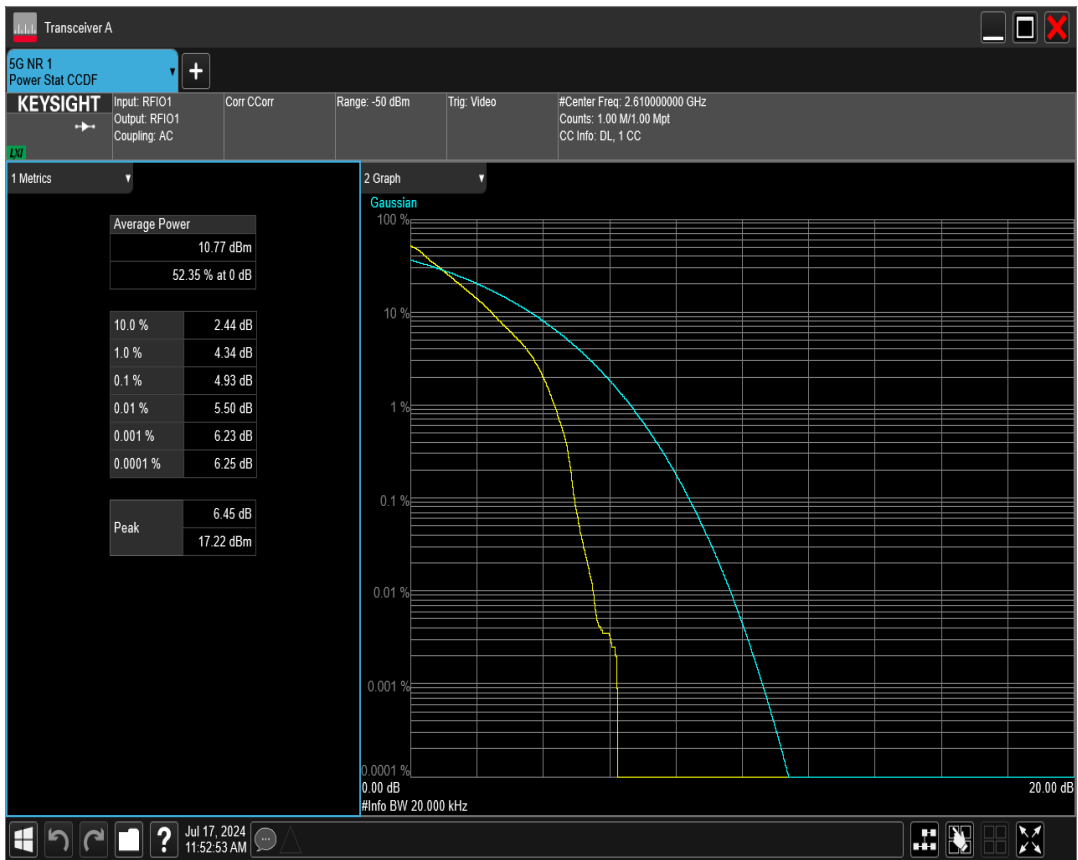 Transceiver A
5G NR 1
Power Stat CCDF
KEYSIGHT
LXI
Input: RFIO1
Output: RFIO1
Coupling: AC
Corr CCorr
Range: -50 dBm
Trig: Video
#Center Freq: 2.610000000 GHz
Counts: 1.00 M/1.00 Mpt
CC Info: DL, 1 CC
1 Metrics
Average Power
10.77 dBm
52.35 % at 0 dB
10.0 % 2.44 dB
1.0 % 4.34 dB
0.1 % 4.93 dB
0.01 % 5.50 dB
0.001 % 6.23 dB
0.0001 % 6.25 dB
Peak 6.45 dB
17.22 dBm
2 Graph
Gaussian
100 %
10 %
1 %
0.1 %
0.01 %
0.001 %
0.0001 %
0.00 dB 20.00 dB
#Info BW 20.000 kHz
? Jul 17, 2024
11:52:53 AM